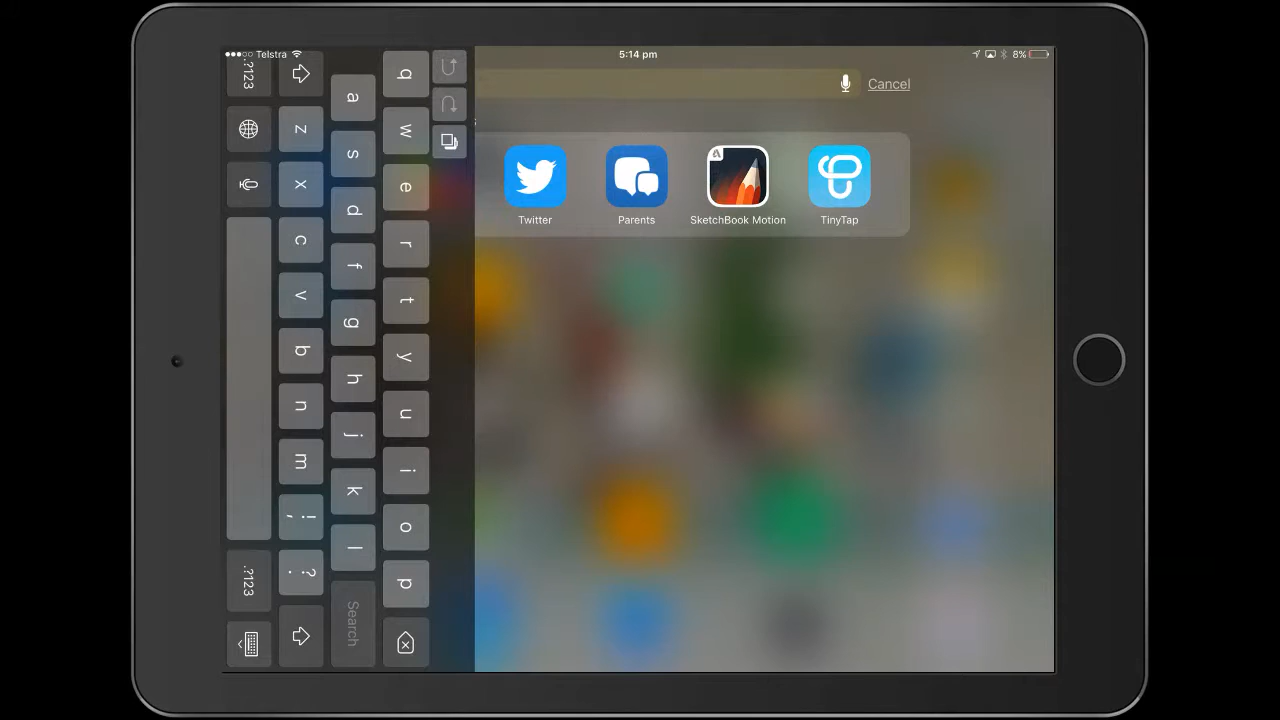 Telstra
5:14 pm
8%
Cancel
Twitter
Parents
SketchBook Motion
TinyTap
q w e r t y u i o p
a s d f g h j k l Search
z x c v b n m ! , ? .
.?123
.?123